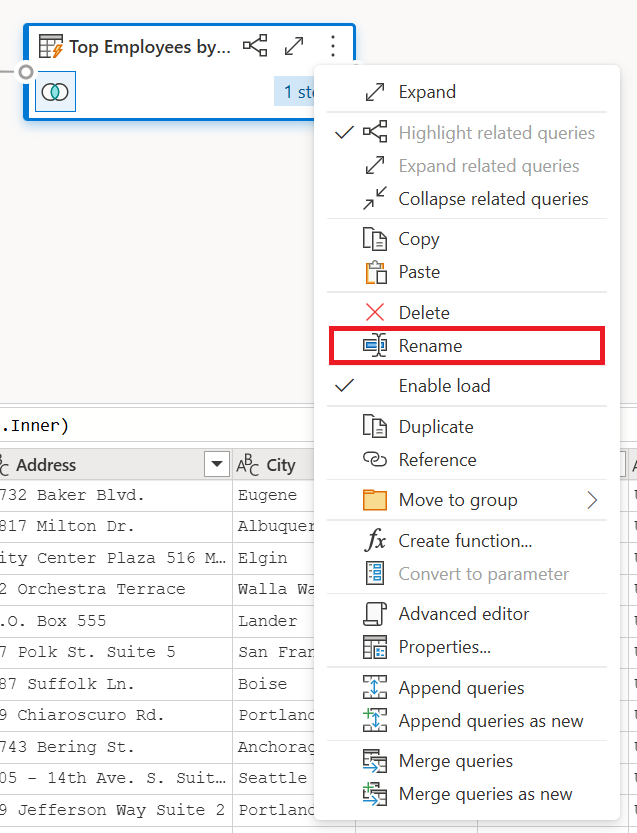 Top Employees by...
1 st
Expand
Highlight related queries
Expand related queries
Collapse related queries
Copy
Paste
Delete
Rename
Enable load
Duplicate
Reference
Move to group
fx Create function...
Convert to parameter
Advanced editor
Properties...
Append queries
Append queries as new
Merge queries
Merge queries as new
.Inner)
Address
ABC City
732 Baker Blvd.
Eugene
817 Milton Dr.
Albuquer
ity Center Plaza 516 M...
Elgin
2 Orchestra Terrace
Walla Wa
.O. Box 555
Lander
7 Polk St. Suite 5
San Fran
87 Suffolk Ln.
Boise
9 Chiaroscuro Rd.
Portland
743 Bering St.
Anchorag
05 - 14th Ave. S. Suit...
Seattle
9 Jefferson Way Suite 2
Portland